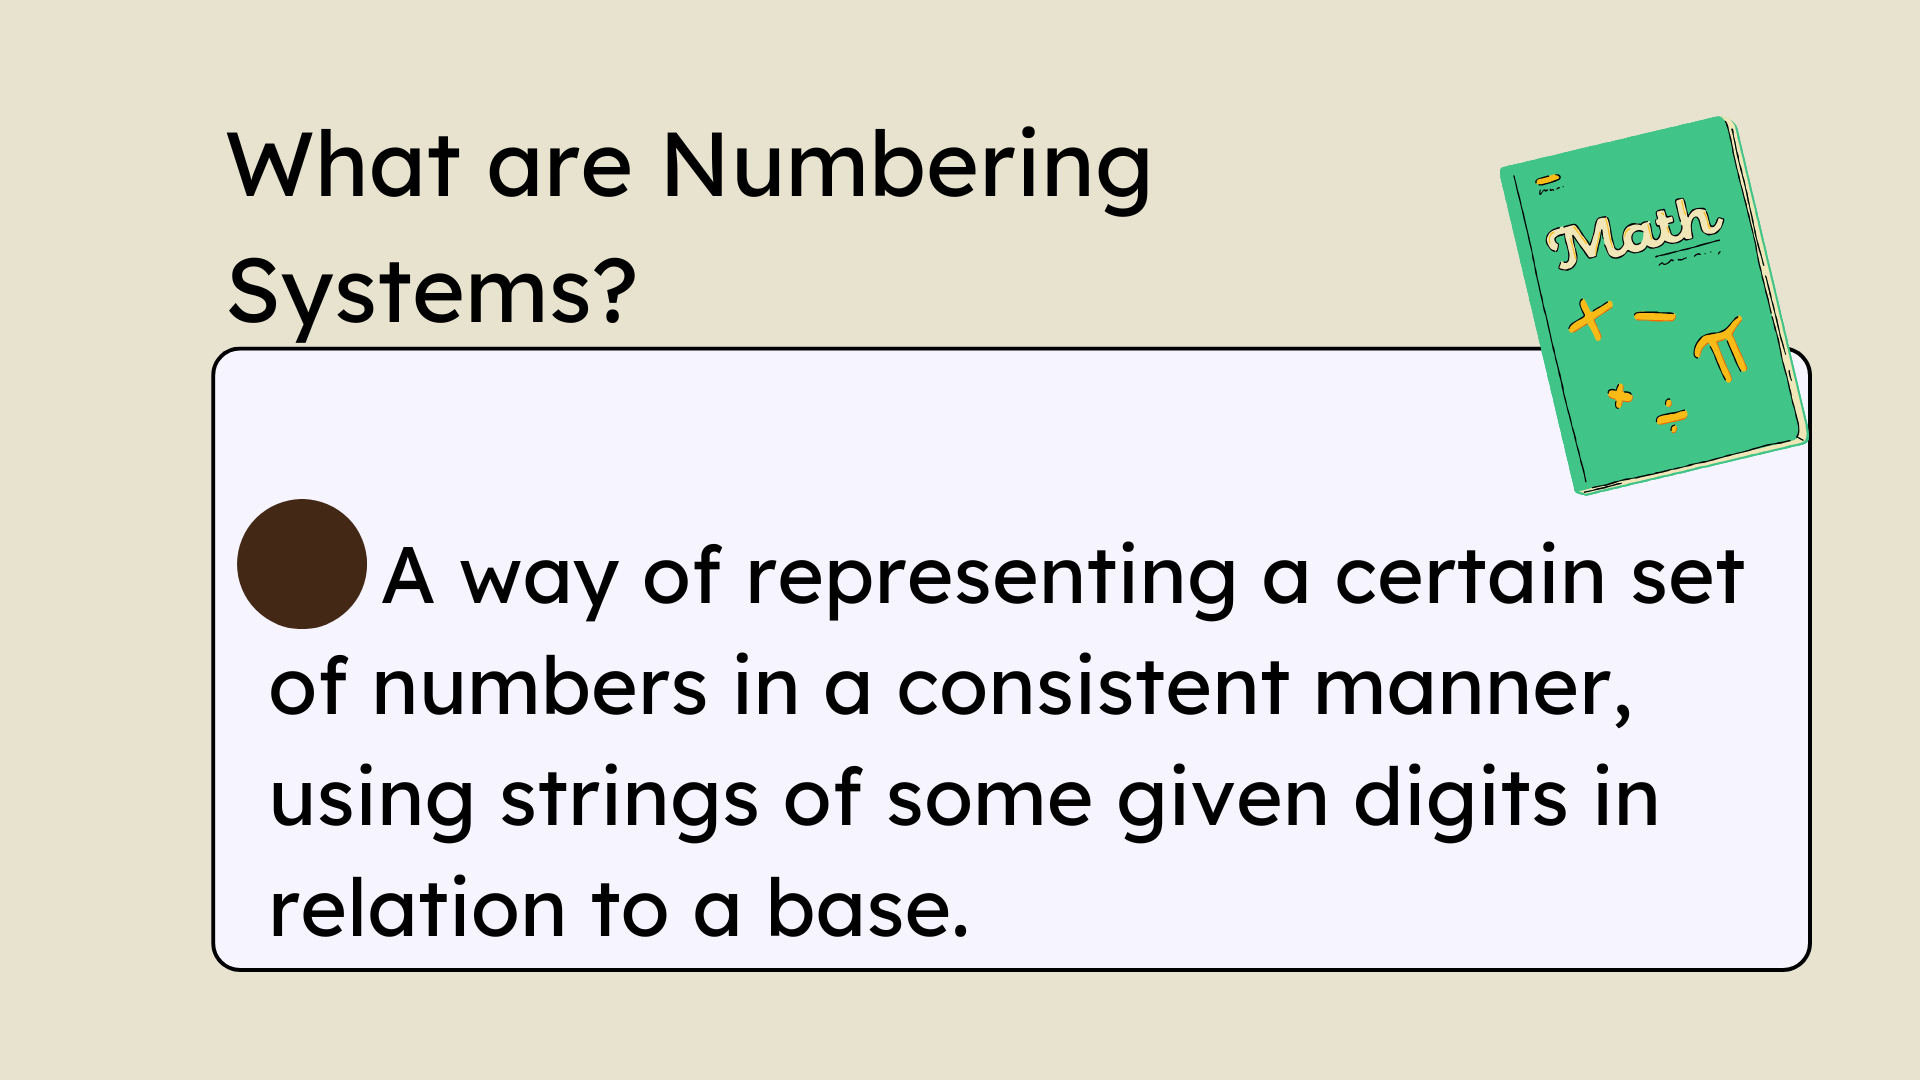 What are Numbering
Systems?
Math
A way of representing a certain set
of numbers in a consistent manner,
using strings of some given digits in
relation to a base.